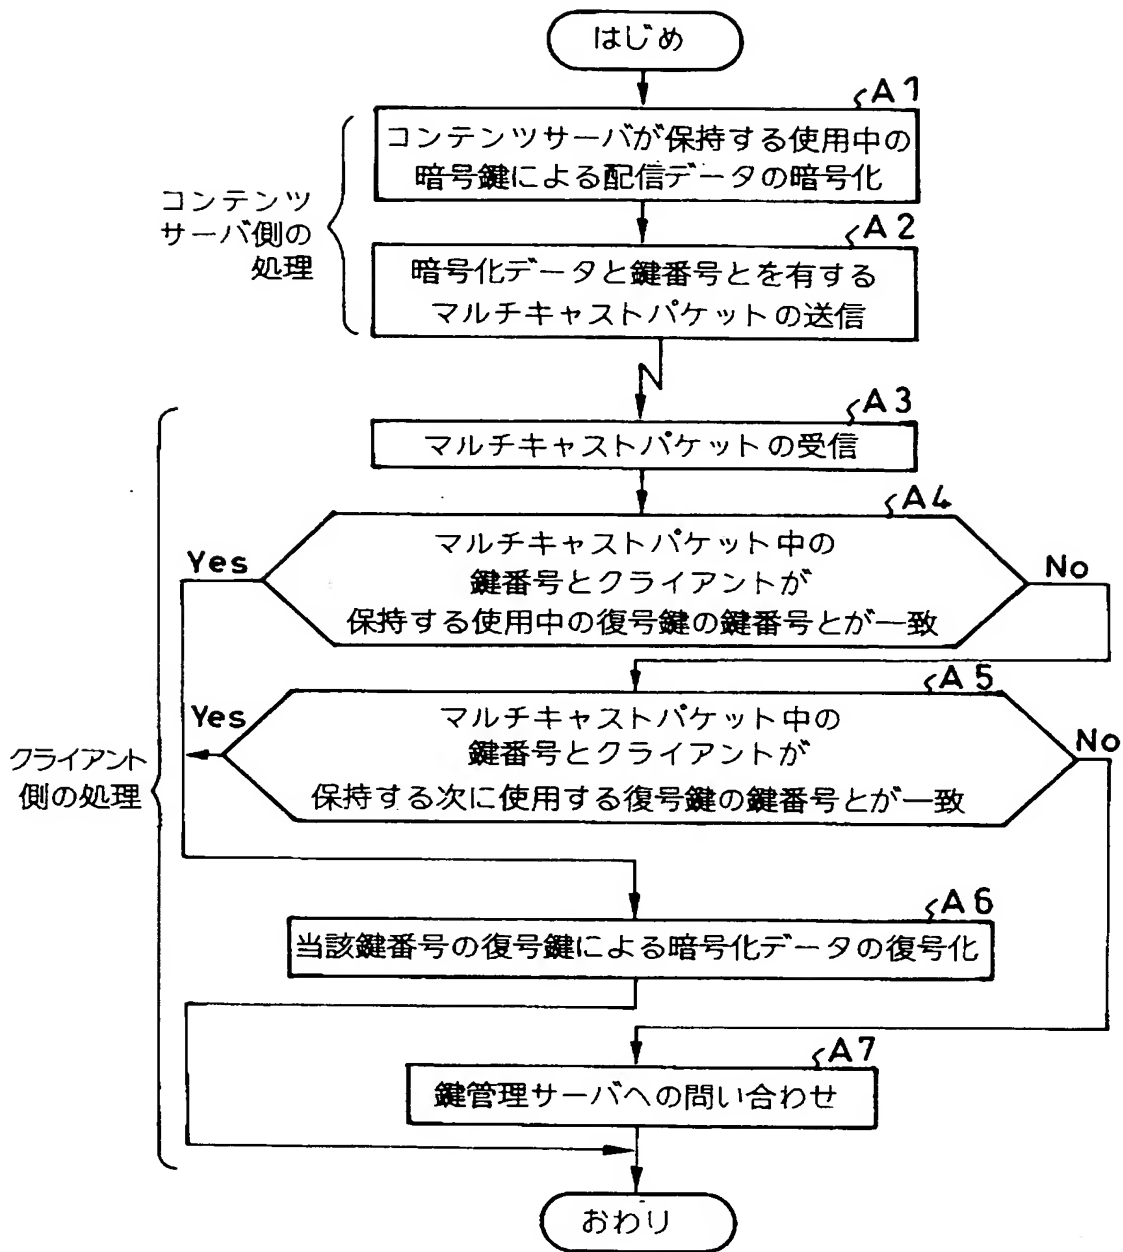 はじめ
A1
コンテンツサーバが保持する使用中の
暗号鍵による配信データの暗号化
コンテンツ
サーバ側の
処理
A2
暗号化データと鍵番号とを有する
マルチキャストパケットの送信
A3
マルチキャストパケットの受信
A4
マルチキャストパケット中の
鍵番号とクライアントが
保持する使用中の復号鍵の鍵番号とが一致
Yes
No
A5
マルチキャストパケット中の
鍵番号とクライアントが
保持する次に使用する復号鍵の鍵番号とが一致
Yes
No
クライアント
側の処理
A6
当該鍵番号の復号鍵による暗号化データの復号化
A7
鍵管理サーバへの問い合わせ
おわり